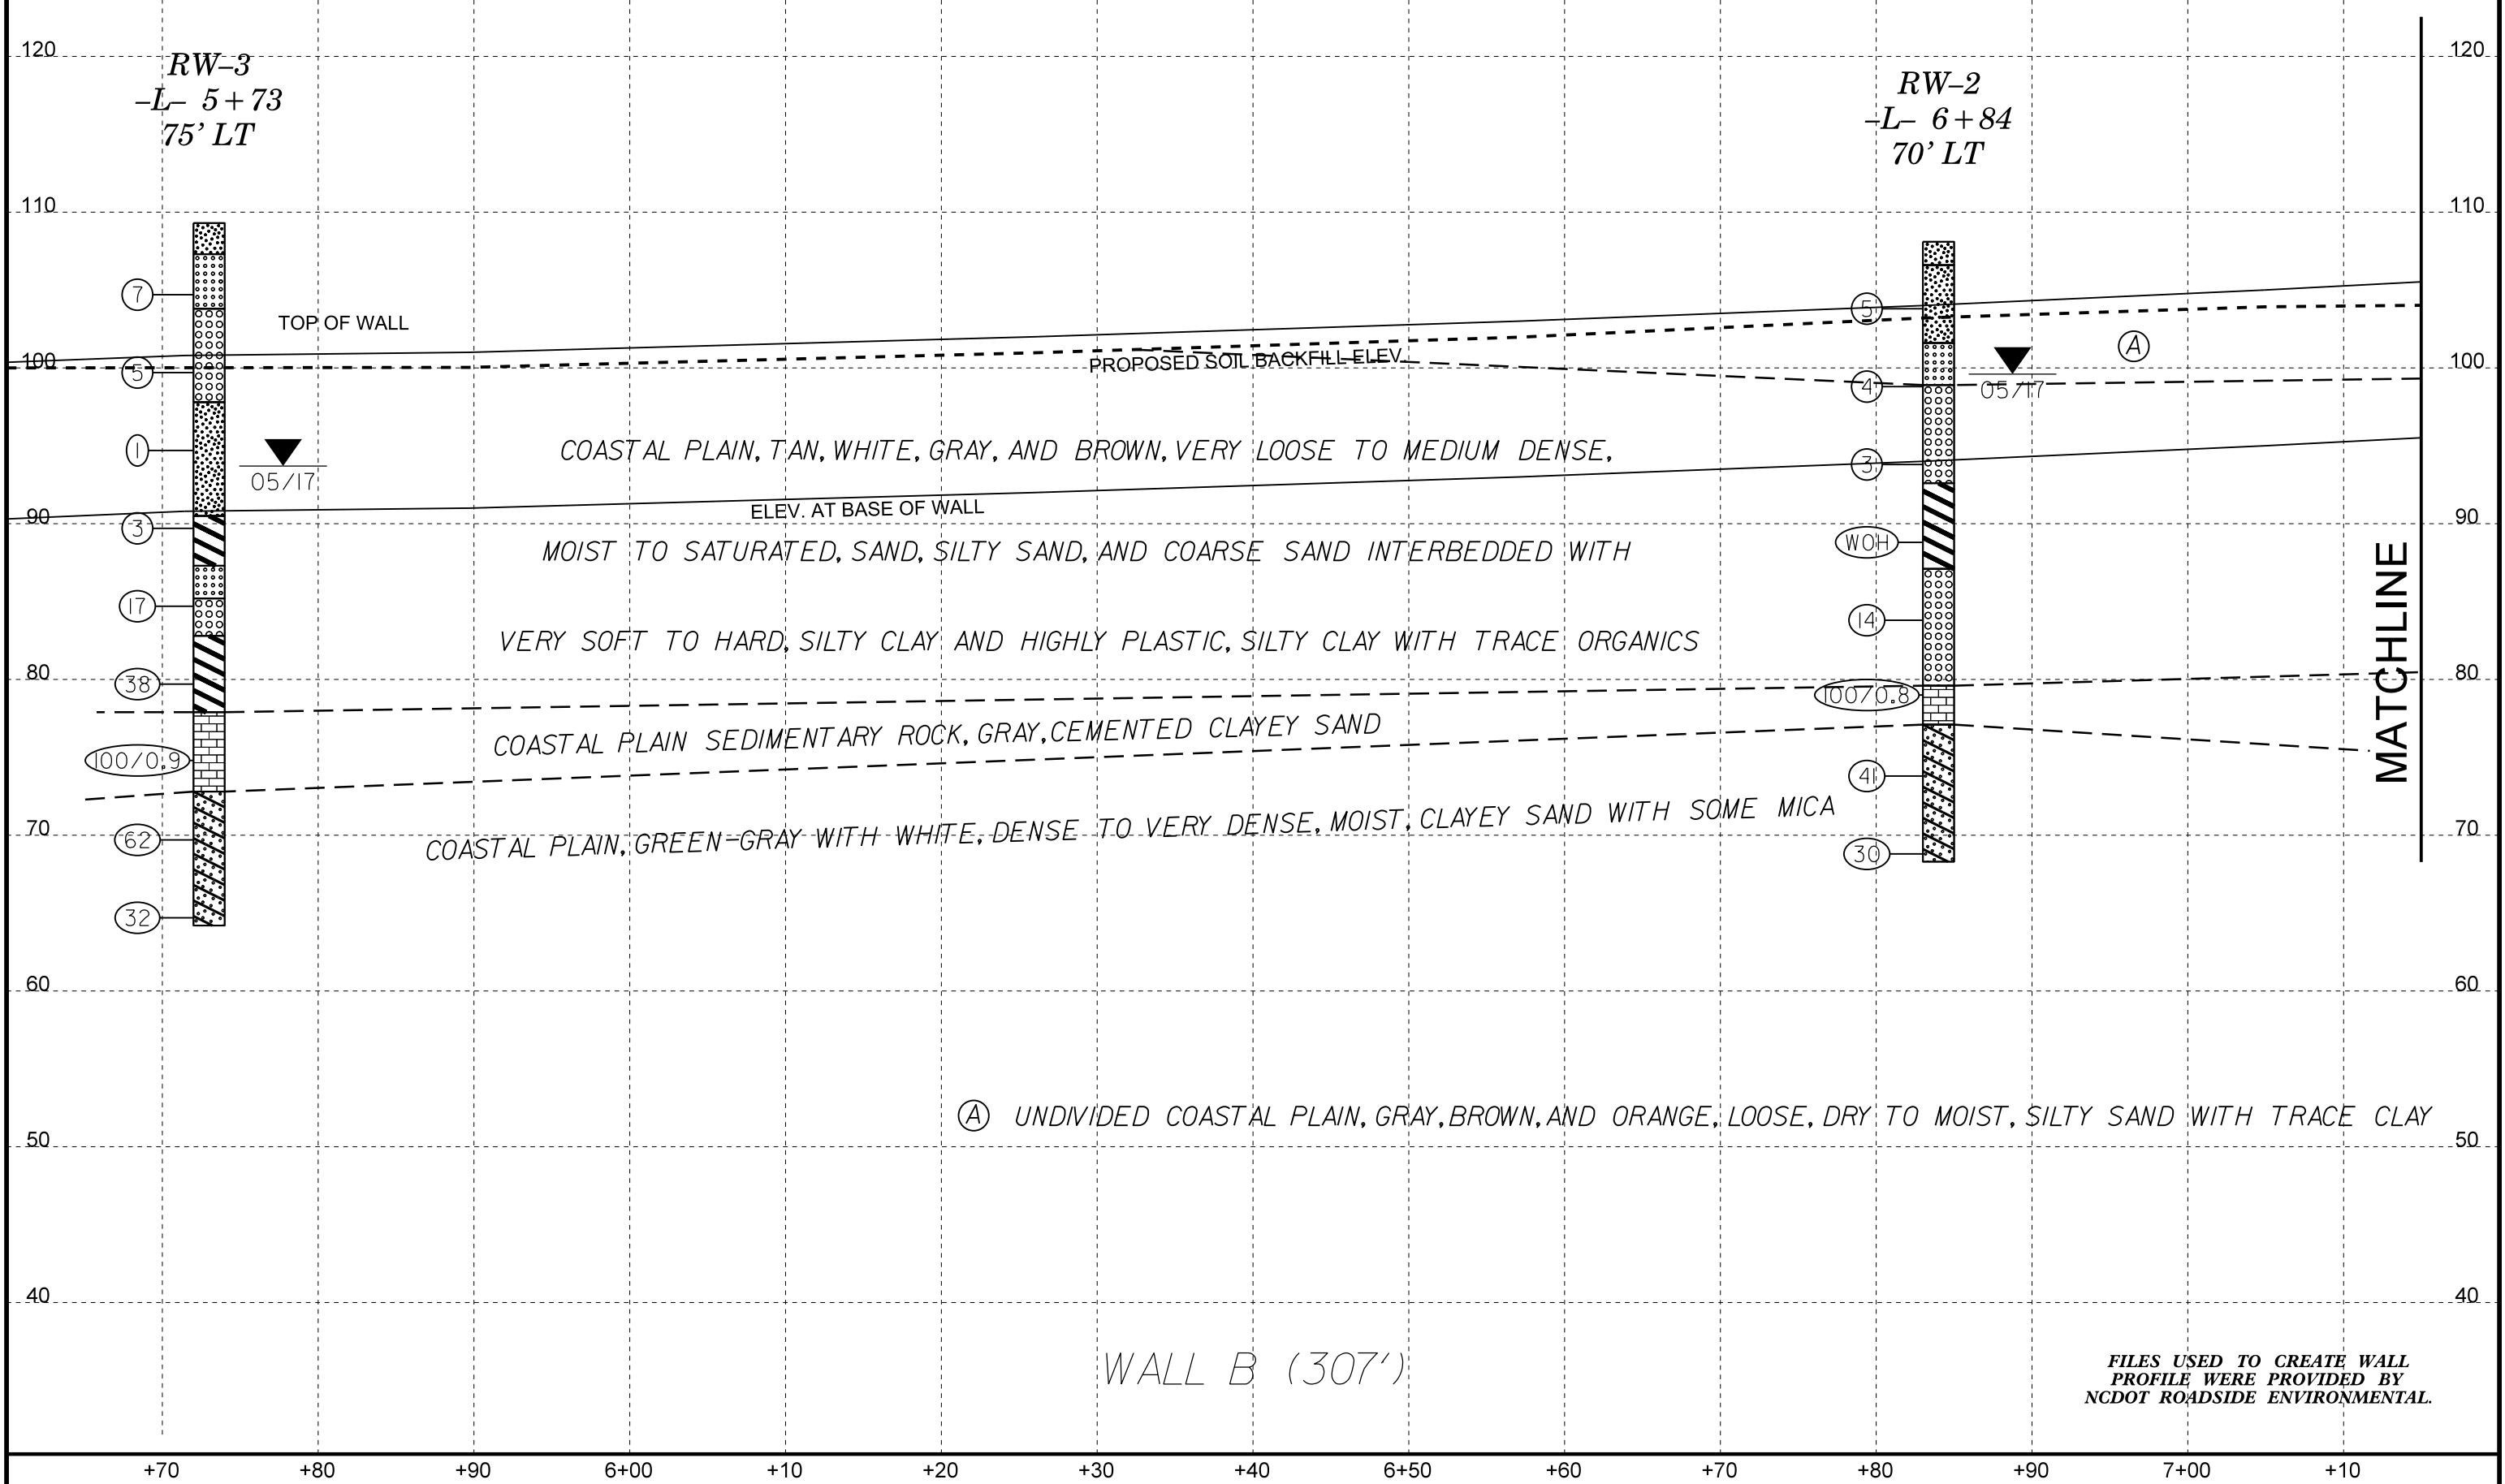 120
120
RW–3
–L– 5+73
75’ LT
RW–2
–L– 6+84
70’ LT
110
110
7
5
TOP OF WALL
A
100
100
5
PROPOSED SOIL BACKFILL ELEV.
4
05/17
1
COASTAL PLAIN, TAN, WHITE, GRAY, AND BROWN, VERY LOOSE TO MEDIUM DENSE,
3
05/17
ELEV. AT BASE OF WALL
90
90
3
MOIST TO SATURATED, SAND, SILTY SAND, AND COARSE SAND INTERBEDDED WITH
WOH
17
14
VERY SOFT TO HARD, SILTY CLAY AND HIGHLY PLASTIC, SILTY CLAY WITH TRACE ORGANICS
MATCHLINE
80
80
38
100/0.8
COASTAL PLAIN SEDIMENTARY ROCK, GRAY, CEMENTED CLAYEY SAND
100/0.9
41
70
70
62
COASTAL PLAIN, GREEN-GRAY WITH WHITE, DENSE TO VERY DENSE, MOIST, CLAYEY SAND WITH SOME MICA
30
32
60
60
A UNDIVIDED COASTAL PLAIN, GRAY, BROWN, AND ORANGE, LOOSE, DRY TO MOIST, SILTY SAND WITH TRACE CLAY
50
50
40
40
WALL B (307')
FILES USED TO CREATE WALL
PROFILE WERE PROVIDED BY
NCDOT ROADSIDE ENVIRONMENTAL.
+70 +80 +90 6+00 +10 +20 +30 +40 6+50 +60 +70 +80 +90 7+00 +10